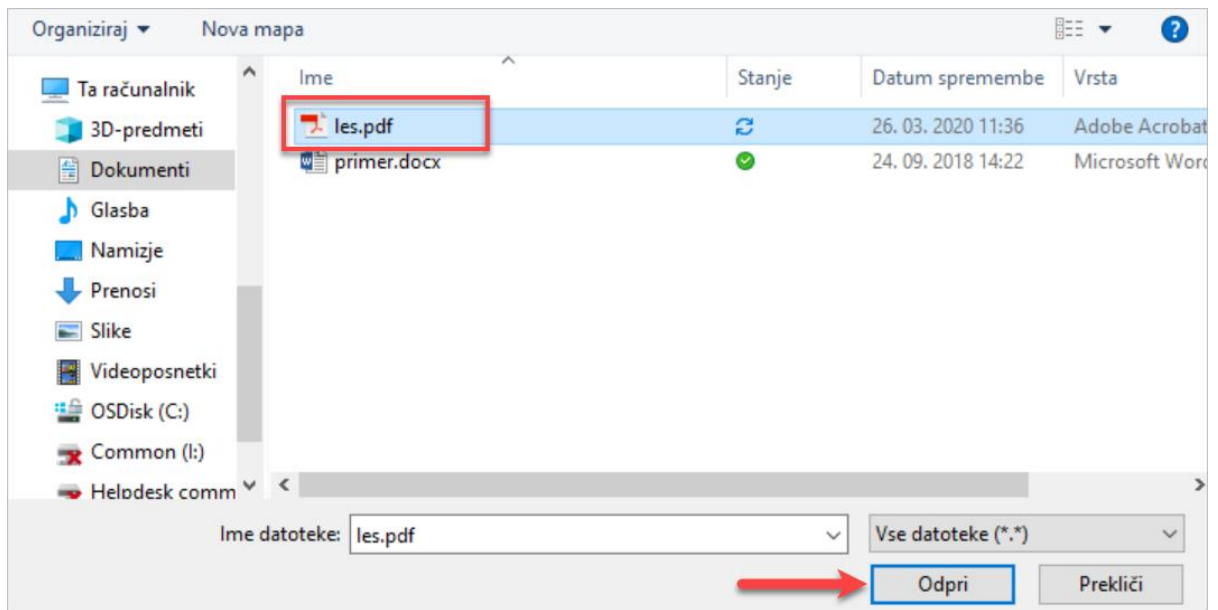 Organiziraj Nova mapa
Ime Stanje Datum spremembe Vrsta
Ta računalnik
3D-predmeti
Dokumenti
Glasba
Namizje
Prenosi
Slike
Videoposnetki
OSDisk (C:)
Common (I:)
Helpdesk comm
les.pdf 26. 03. 2020 11:36 Adobe Acrobat
primer.docx 24. 09. 2018 14:22 Microsoft Word
Ime datoteke: les.pdf Vse datoteke (*.*)
Odpri Prekliči